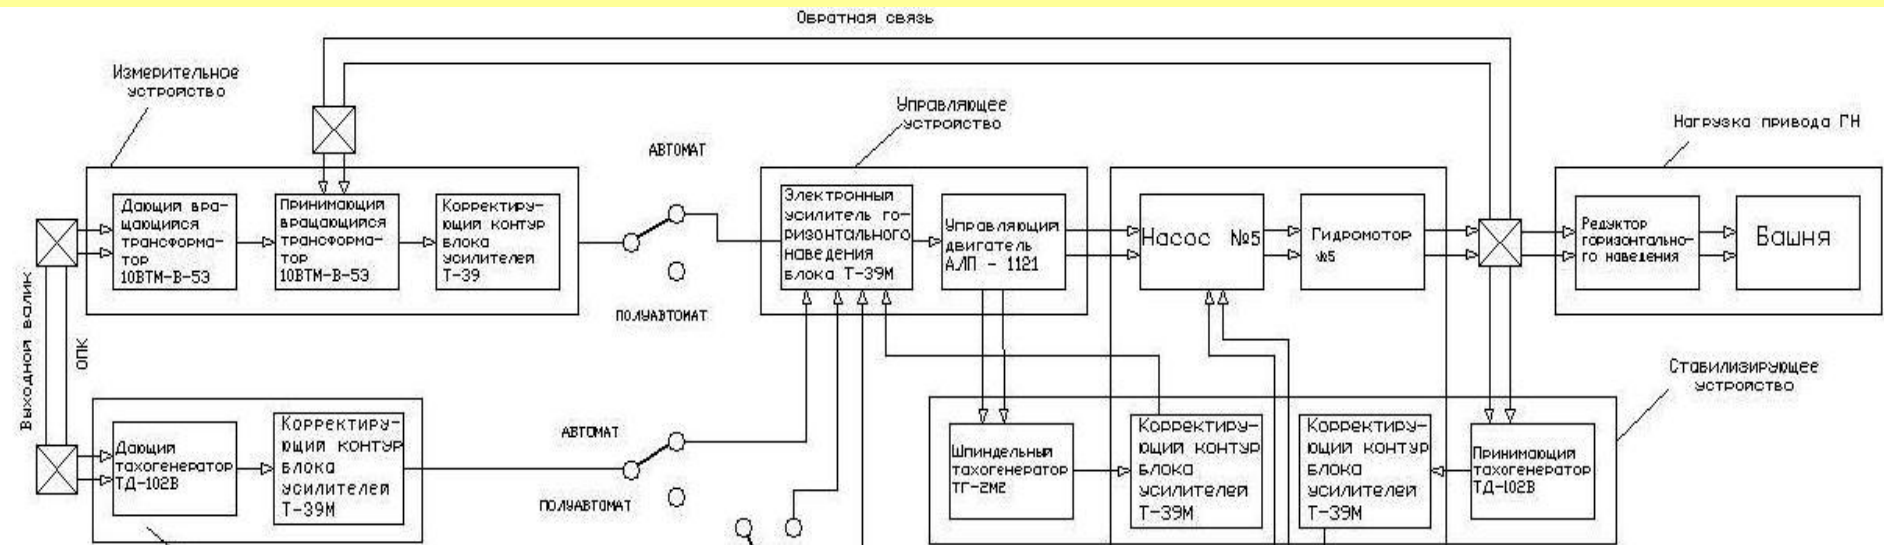 Обратная связь
Измерительное
устройство
Управляющее
устройство
Нагрузка привода ГН
АВТОМАТ
Дающий вра-
щающийся
трансформа-
тор
10ВТМ-В-53
Принимающий
вращающийся
трансформа-
тор
10ВТМ-В-53
Корректиру-
ющий контур
блока
усилителей
Т-39
Электронный
усилитель го-
ризонтального
наведения
блока Т-39М
Управляющий
двигатель
АЛП - 1121
Насос №5
Гидромотор
№5
Редуктор
горизонтально-
го наведения
Башня
ПОЛУАВТОМАТ
Выходной валик
ОПК
Стабилизирующее
устройство
АВТОМАТ
Дающий
тахогенератор
ТД-102В
Корректиру-
ющий контур
блока
усилителей
Т-39М
ПОЛУАВТОМАТ
Шпиндельный
тахогенератор
ТГ-2М2
Корректиру-
ющий контур
блока
усилителей
Т-39М
Корректиру-
ющий контур
блока
усилителей
Т-39М
Принимающий
тахогенератор
ТД-102В